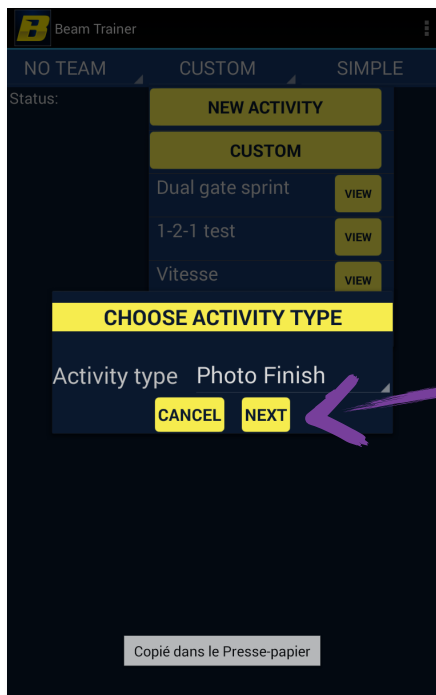 Beam Trainer
NO TEAM CUSTOM SIMPLE
Status:
NEW ACTIVITY
CUSTOM
Dual gate sprint VIEW
1-2-1 test VIEW
Vitesse VIEW
CHOOSE ACTIVITY TYPE
Activity type Photo Finish
CANCEL NEXT
Copié dans le Presse-papier